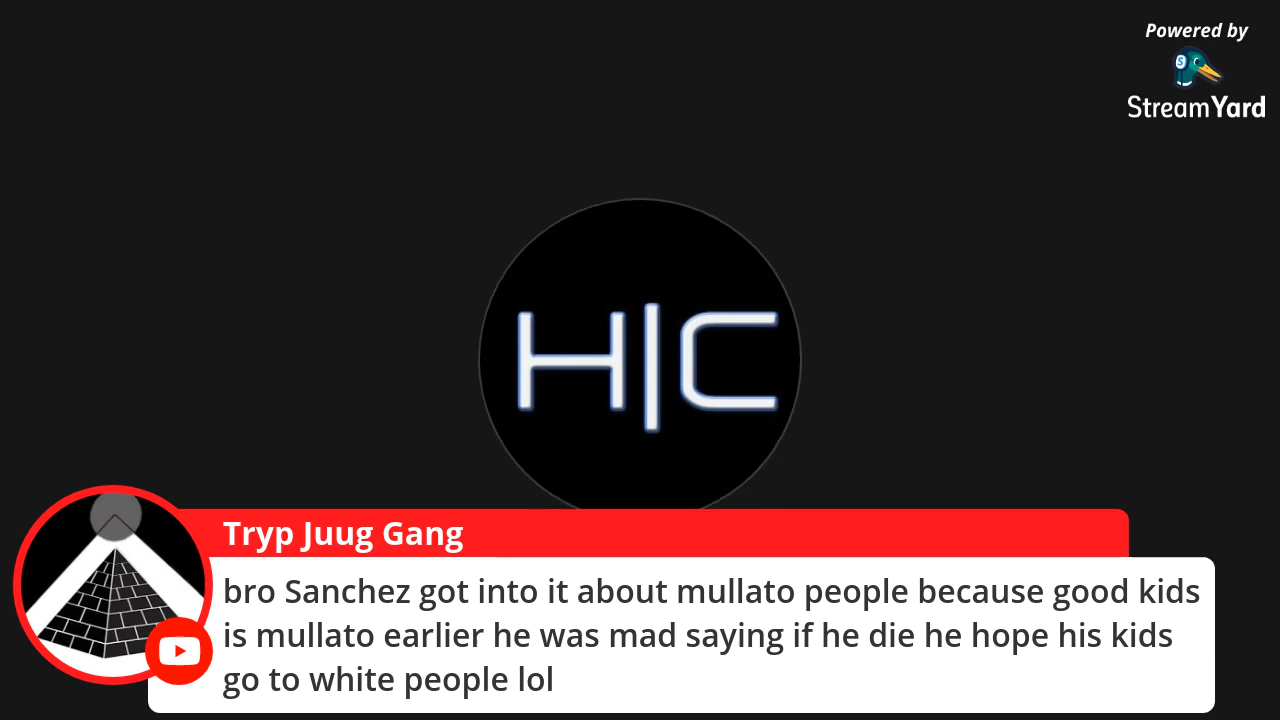 Powered by
StreamYard
H|C
Tryp Juug Gang
bro Sanchez got into it about mullato people because good kids
is mullato earlier he was mad saying if he die he hope his kids
go to white people lol